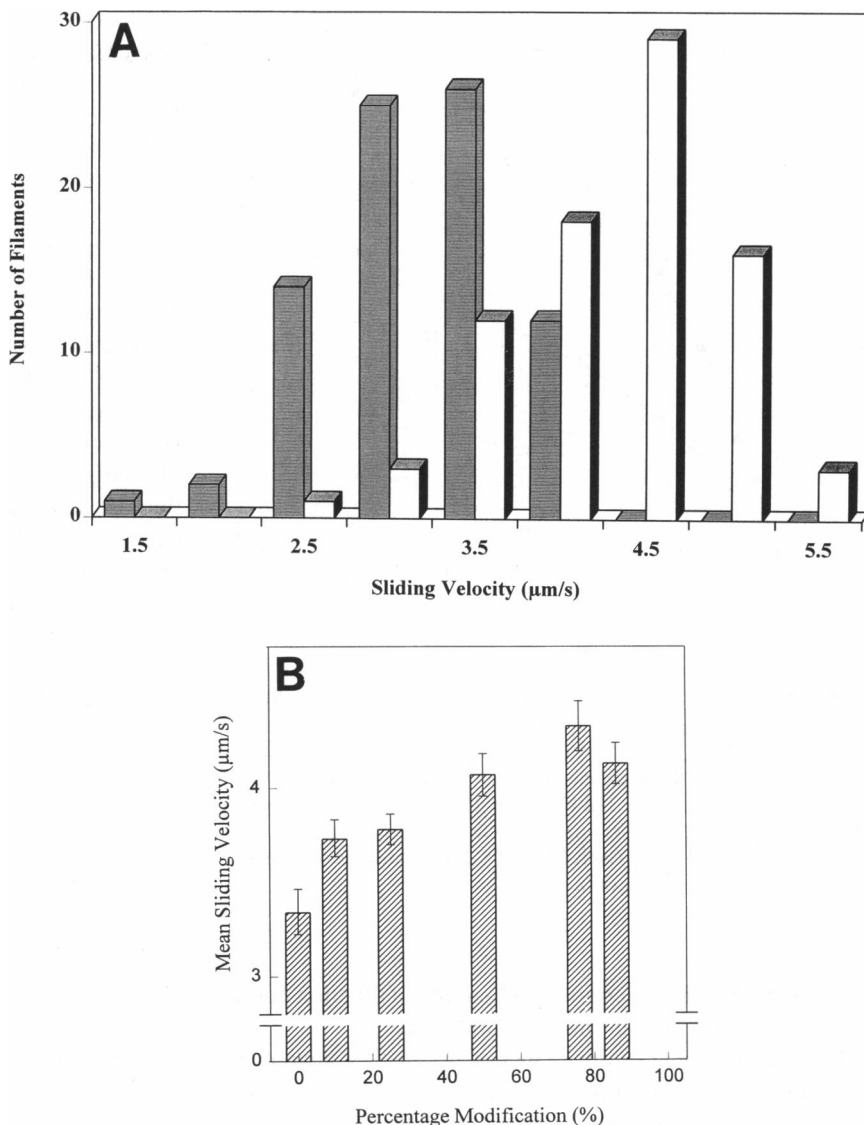 A
30
20
10
0
Number of Filaments
1.5 2.5 3.5 4.5 5.5
Sliding Velocity (µm/s)
B
4
3
0
Mean Sliding Velocity (µm/s)
0 20 40 60 80 100
Percentage Modification (%)